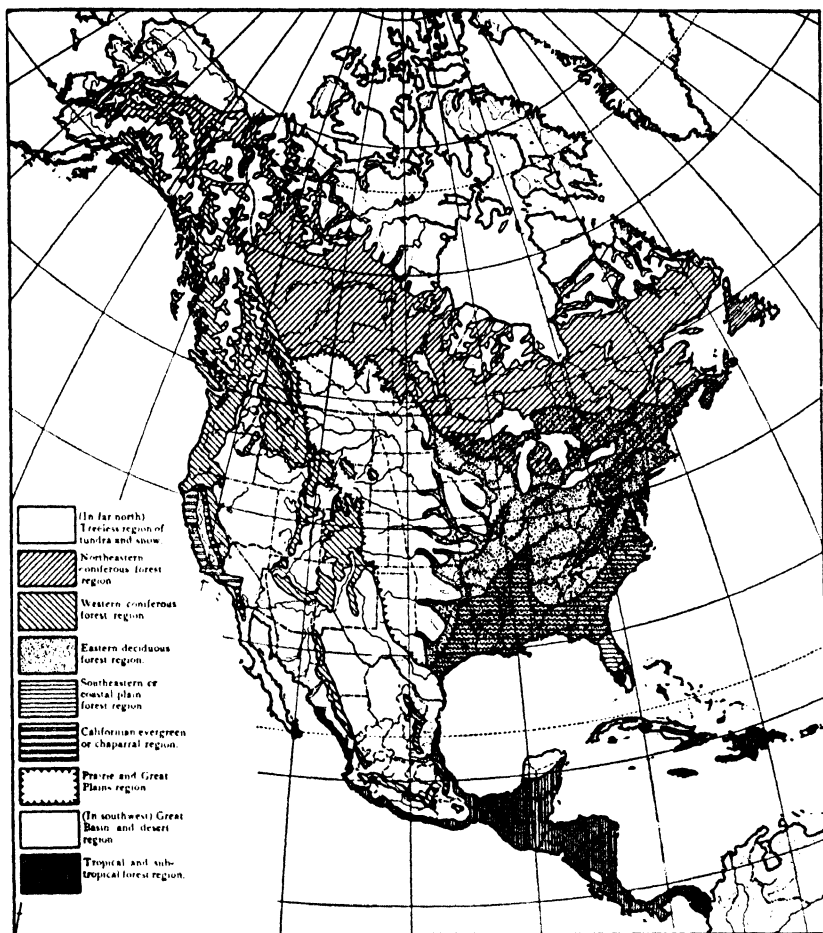 (In far north)
Treeless region of
tundra and snow.
Northeastern
coniferous forest
region
Western coniferous
forest region
Eastern deciduous
forest region.
Southeastern or
coastal plain
forest region
Californian evergreen
or chaparral region.
Prairie and Great
Plains region
(In southwest) Great
Basin and desert
region
Tropical and sub-
tropical forest region.